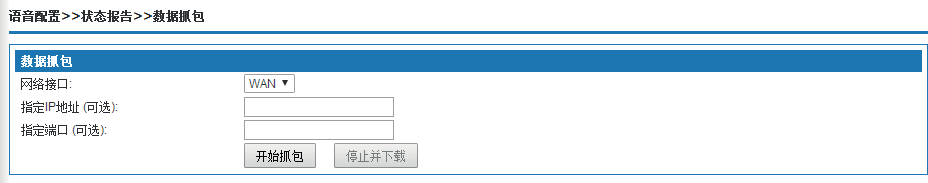 语音配置>>状态报告>>数据抓包
数据抓包
网络接口: WAN
指定IP地址 (可选):
指定端口 (可选):
开始抓包 停止并下载